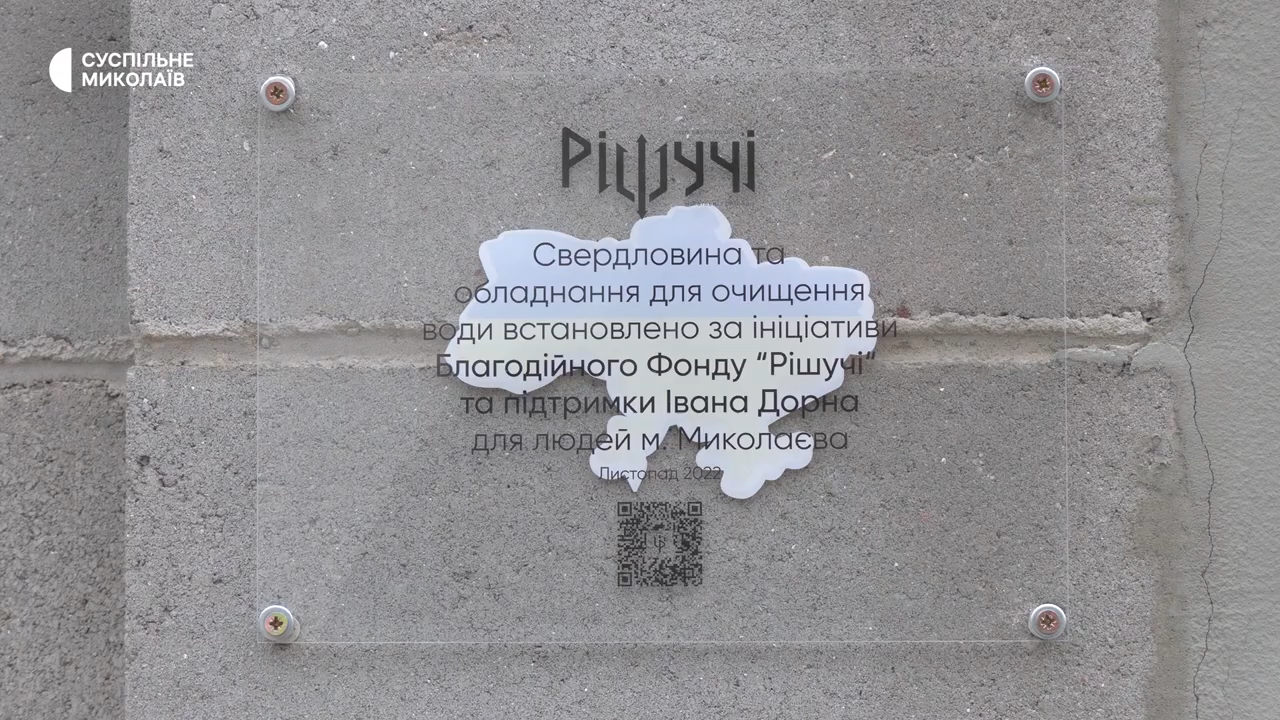 СУСПІЛЬНЕ
МИКОЛАЇВ
Рішучі
Свердловина та
обладнання для очищення
води встановлено за ініціативи
Благодійного Фонду “Рішучі”
та підтримки Івана Дорна
для людей м. Миколаєва
Листопад 2022